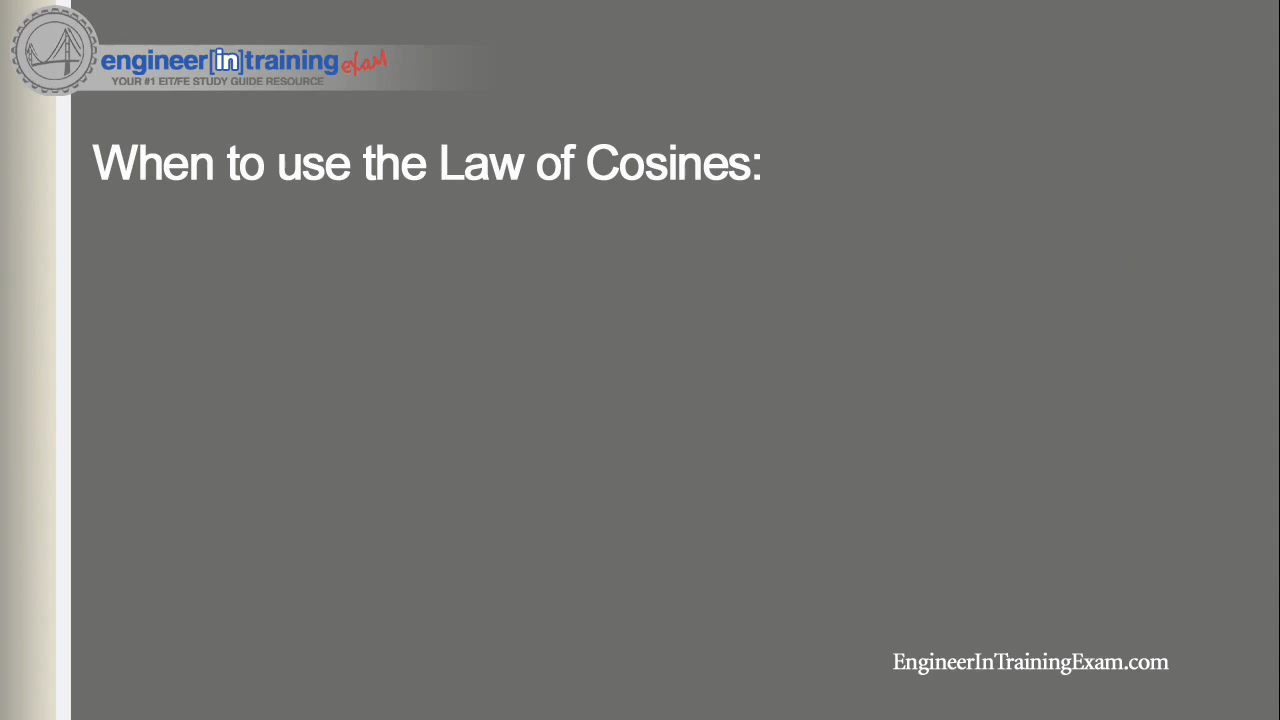 engineer[in]training exam
YOUR #1 EIT/FE STUDY GUIDE RESOURCE
When to use the Law of Cosines:
EngineerInTrainingExam.com